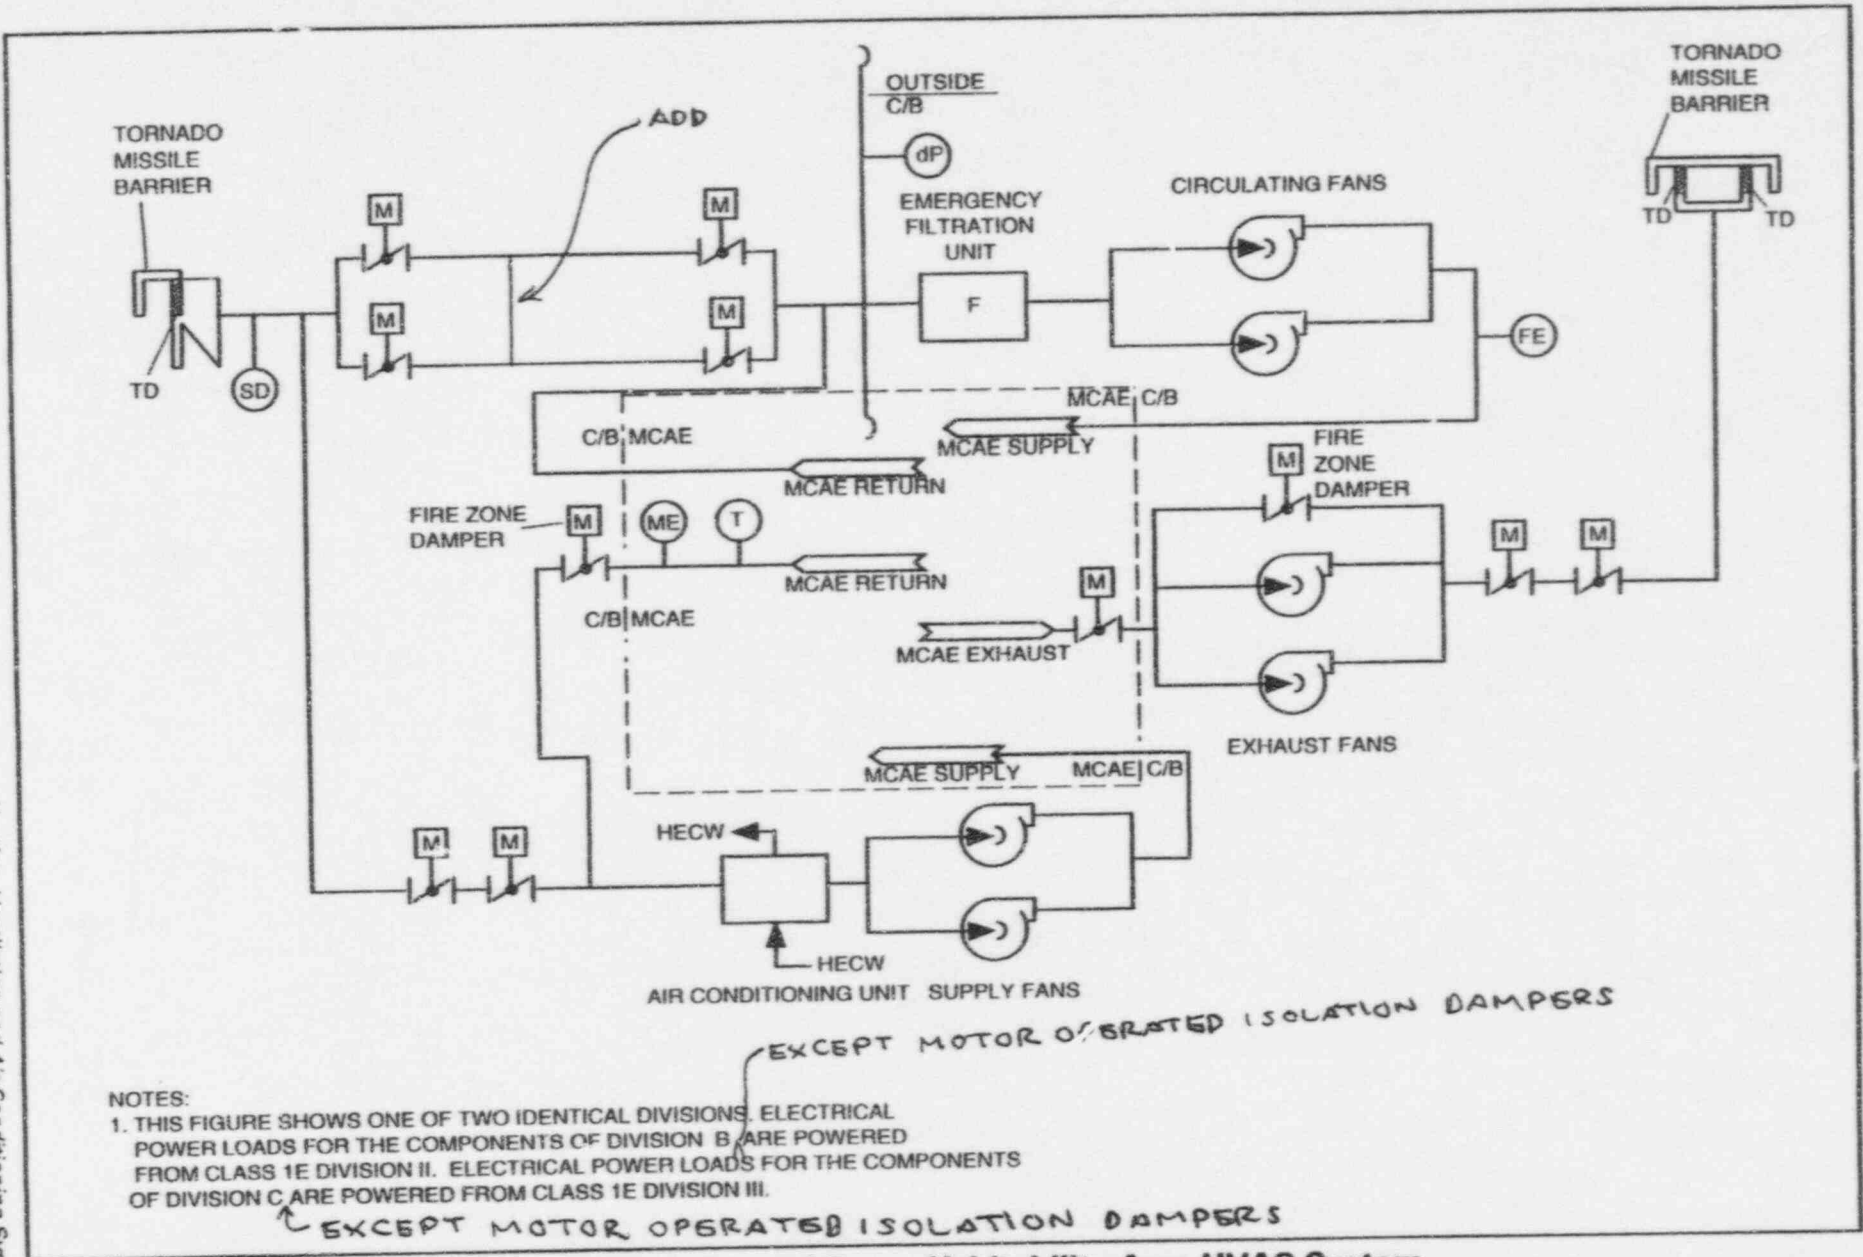 TORNADO
MISSILE
BARRIER
ADD
OUTSIDE
C/B
dP
TORNADO
MISSILE
BARRIER
TD
TD
M
M
EMERGENCY
FILTRATION
UNIT
CIRCULATING FANS
M
M
F
TD
SD
FE
MCAE C/B
C/B MCAE
MCAE SUPPLY
MCAE RETURN
FIRE
ZONE
DAMPER
M
FIRE ZONE
DAMPER
M
ME
T
MCAE RETURN
M
M
M
C/B MCAE
MCAE EXHAUST
EXHAUST FANS
MCAE SUPPLY
MCAE C/B
M
M
HECW
HECW
AIR CONDITIONING UNIT SUPPLY FANS
EXCEPT MOTOR OPERATED ISOLATION DAMPERS
NOTES:
1. THIS FIGURE SHOWS ONE OF TWO IDENTICAL DIVISIONS. ELECTRICAL
POWER LOADS FOR THE COMPONENTS OF DIVISION B ARE POWERED
FROM CLASS 1E DIVISION II. ELECTRICAL POWER LOADS FOR THE COMPONENTS
OF DIVISION C ARE POWERED FROM CLASS 1E DIVISION III.
EXCEPT MOTOR OPERATED ISOLATION DAMPERS
HVAC System